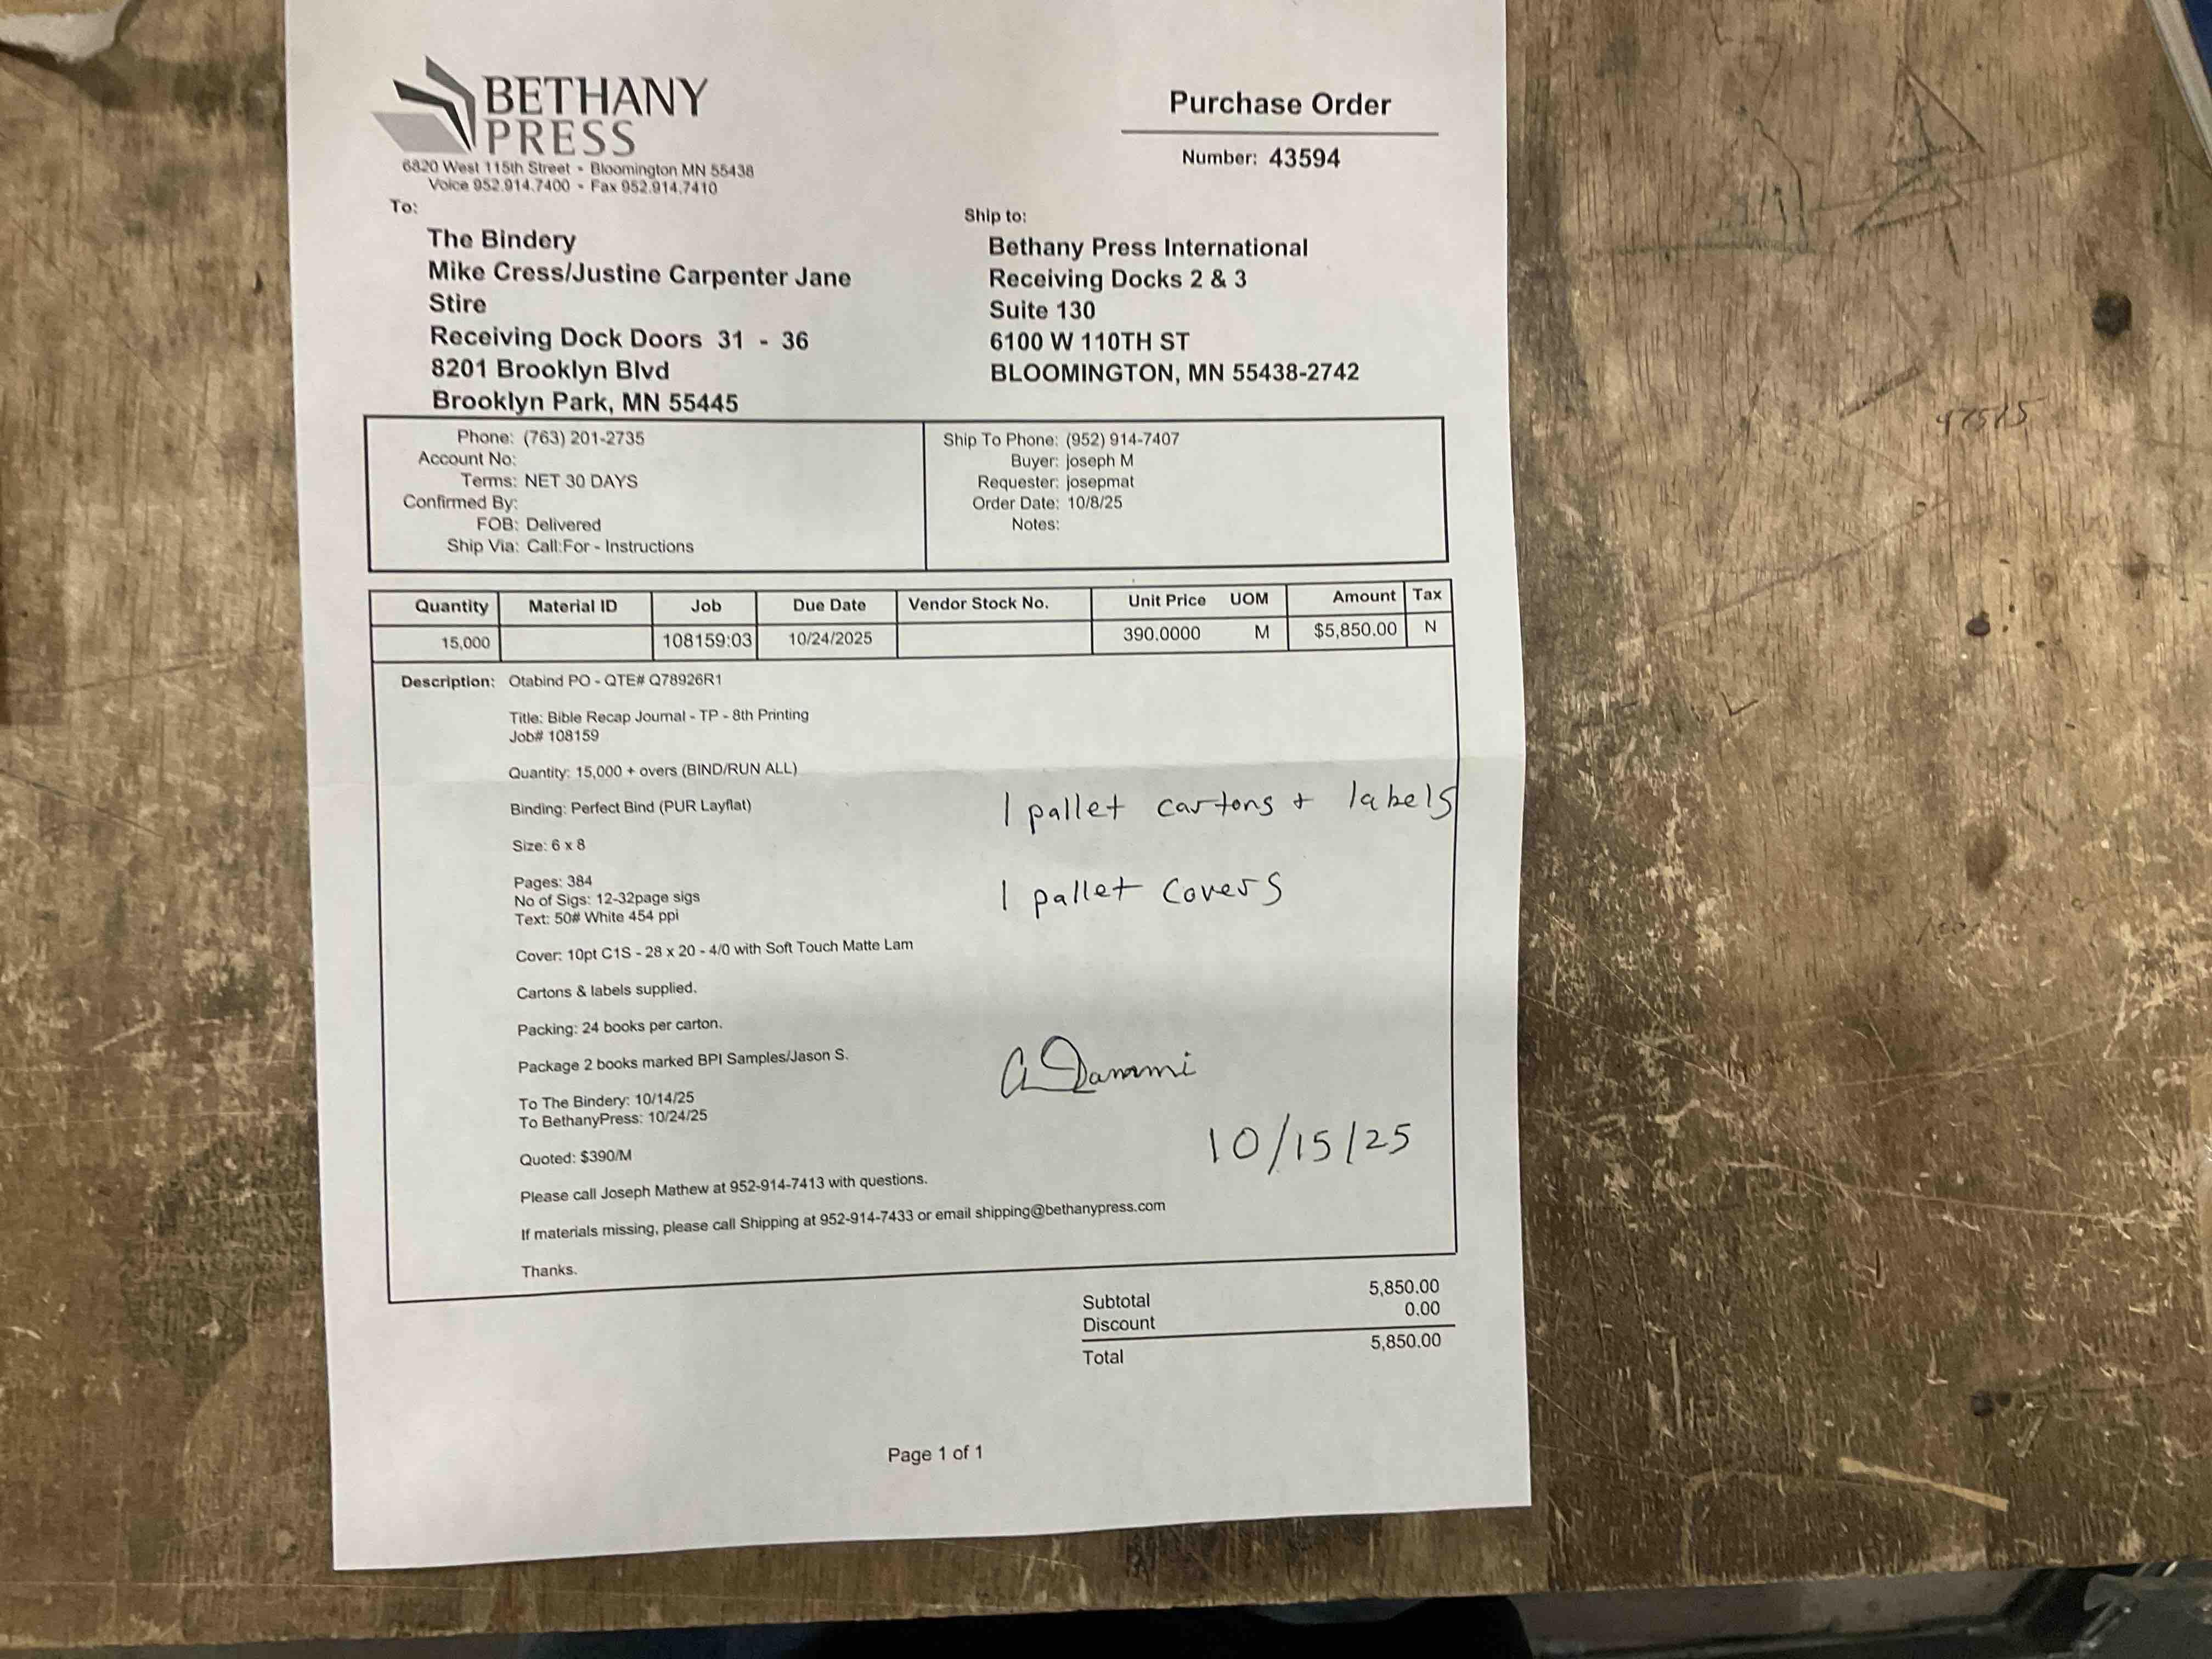 BETHANY
PRESS
6820 West 115th Street • Bloomington MN 55438
Voice 952.914.7400 • Fax 952.914.7410
Purchase Order
Number: 43594
To:
The Bindery
Mike Cress/Justine Carpenter Jane
Stire
Receiving Dock Doors 31 - 36
8201 Brooklyn Blvd
Brooklyn Park, MN 55445
Ship to:
Bethany Press International
Receiving Docks 2 & 3
Suite 130
6100 W 110TH ST
BLOOMINGTON, MN 55438-2742
Phone: (763) 201-2735
Account No:
Terms: NET 30 DAYS
Confirmed By:
FOB: Delivered
Ship Via: Call:For - Instructions
Ship To Phone: (952) 914-7407
Buyer: joseph M
Requester: josepmat
Order Date: 10/8/25
Notes:
Quantity Material ID Job Due Date Vendor Stock No. Unit Price UOM Amount Tax
15,000 108159:03 10/24/2025 390.0000 M $5,850.00 N
Description: Otabind PO - QTE# Q78926R1
Title: Bible Recap Journal - TP - 8th Printing
Job# 108159
Quantity: 15,000 + overs (BIND/RUN ALL)
Binding: Perfect Bind (PUR Layflat)
1 pallet cartons + labels
Size: 6 x 8
Pages: 384
1 pallet covers
No of Sigs: 12-32page sigs
Text: 50# White 454 ppi
Cover: 10pt C1S - 28 x 20 - 4/0 with Soft Touch Matte Lam
Cartons & labels supplied.
Packing: 24 books per carton.
Package 2 books marked BPI Samples/Jason S.
To The Bindery: 10/14/25
To BethanyPress: 10/24/25
10/15/25
Quoted: $390/M
Please call Joseph Mathew at 952-914-7413 with questions.
If materials missing, please call Shipping at 952-914-7433 or email shipping@bethanypress.com
Thanks.
Subtotal 5,850.00
Discount 0.00
Total 5,850.00
Page 1 of 1